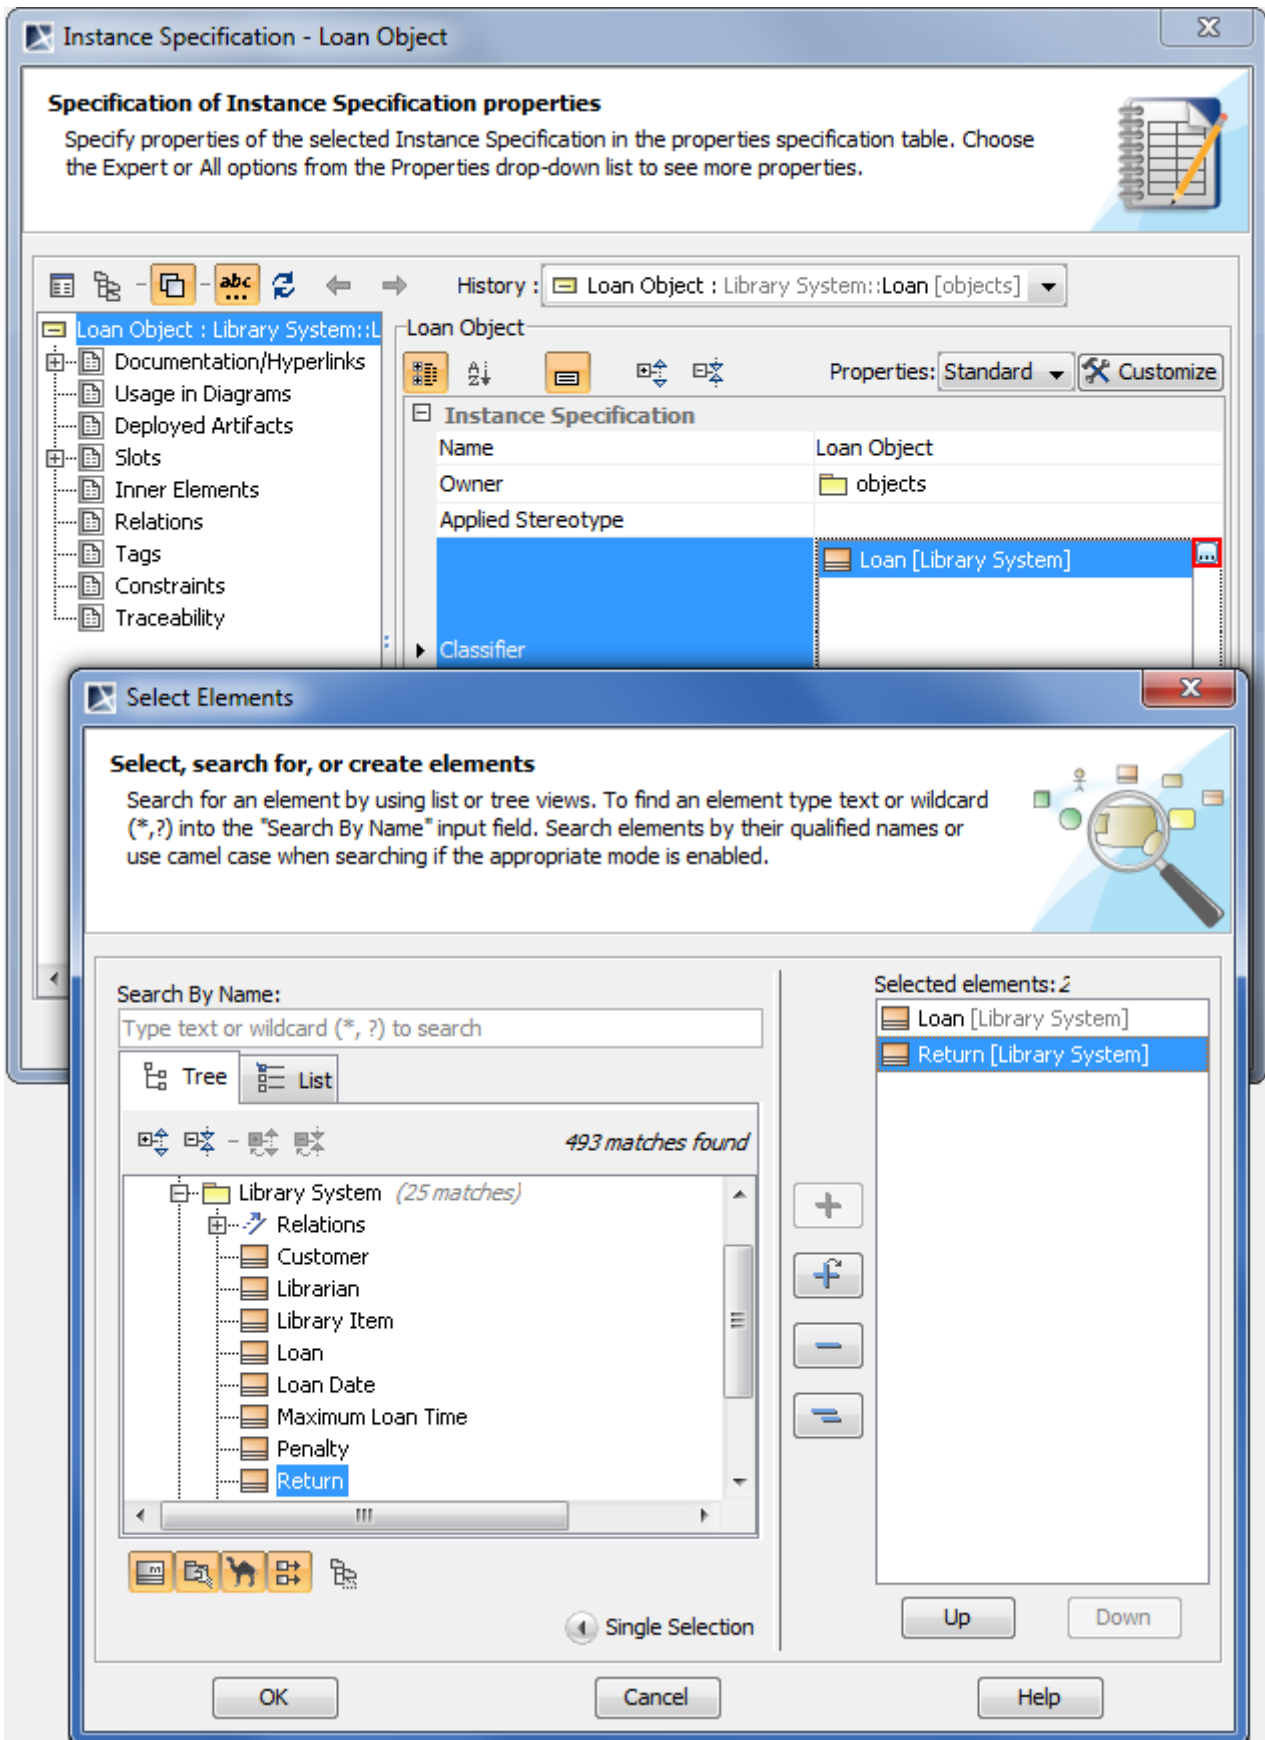 Instance Specification - Loan Object
Specification of Instance Specification properties
Specify properties of the selected Instance Specification in the properties specification table. Choose
the Expert or All options from the Properties drop-down list to see more properties.
abc
History : Loan Object : Library System::Loan [objects]
Loan Object : Library System::L
Documentation/Hyperlinks
Usage in Diagrams
Deployed Artifacts
Slots
Inner Elements
Relations
Tags
Constraints
Traceability
Loan Object
Properties: Standard Customize
Instance Specification
Name Loan Object
Owner objects
Applied Stereotype
Classifier Loan [Library System] ...
Select Elements
Select, search for, or create elements
Search for an element by using list or tree views. To find an element type text or wildcard
(*,?) into the "Search By Name" input field. Search elements by their qualified names or
use camel case when searching if the appropriate mode is enabled.
Search By Name:
Type text or wildcard (*, ?) to search
Tree List
493 matches found
Library System (25 matches)
Relations
Customer
Librarian
Library Item
Loan
Loan Date
Maximum Loan Time
Penalty
Return
Single Selection
Selected elements: 2
Loan [Library System]
Return [Library System]
Up Down
OK Cancel Help